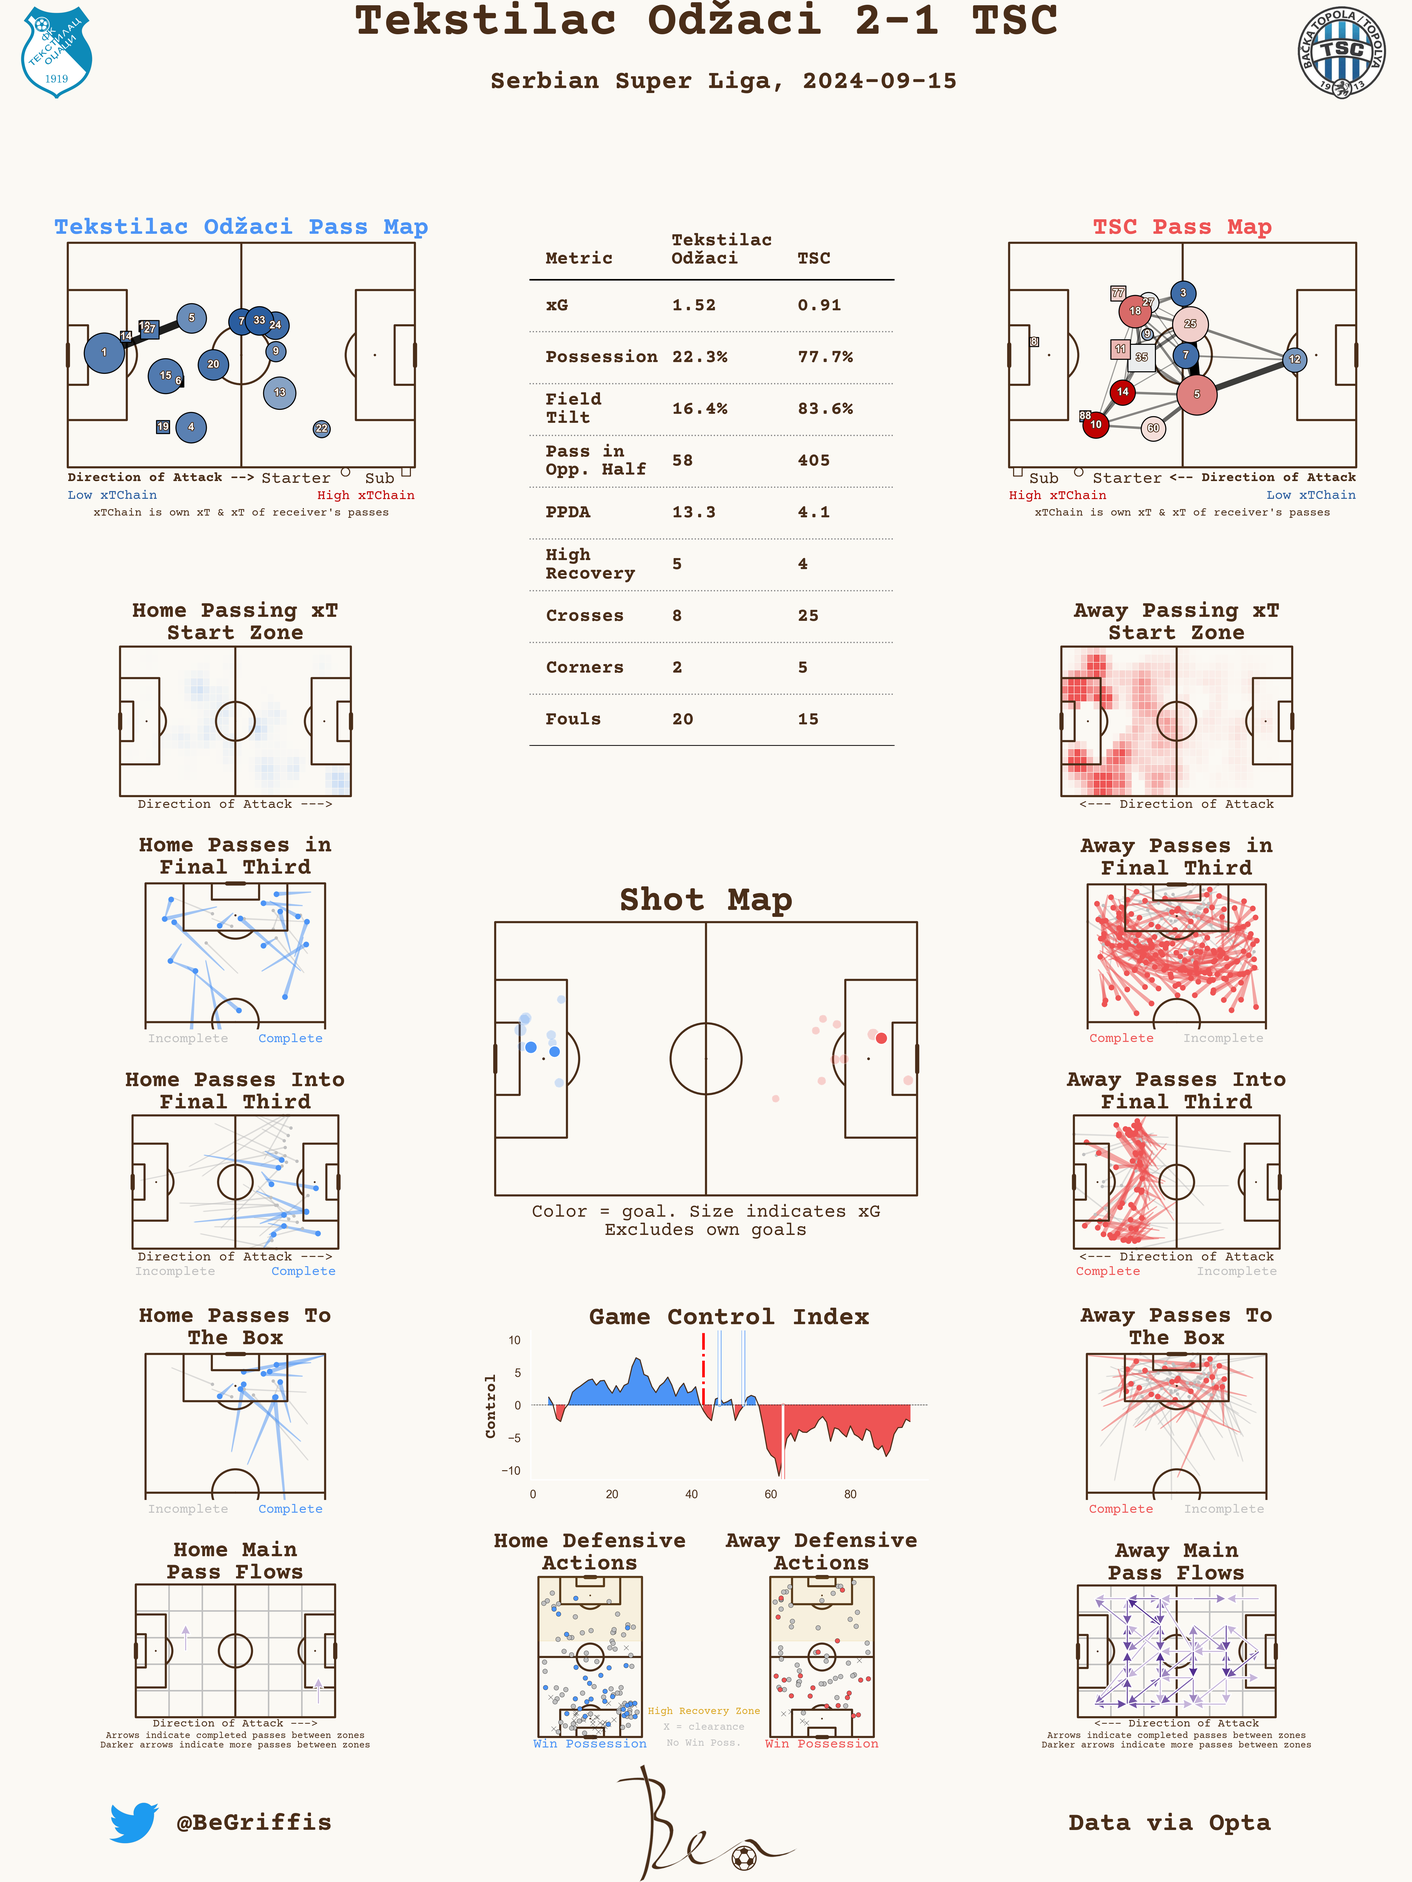 Tekstilac Odžaci 2-1 TSC
Serbian Super Liga, 2024-09-15
ФК
ТЕКСТИЛАЦ
ОЏАЦИ
1919
BAČKA TOPOLA/TOPOLYA
TSC
19 13
Tekstilac Odžaci Pass Map
1
14
27
5
15
6
20
19
4
7
33
24
9
13
22
Direction of Attack --> Starter Sub
Low xTChain High xTChain
xTChain is own xT & xT of receiver's passes
Metric Tekstilac Odžaci TSC
xG 1.52 0.91
Possession 22.3% 77.7%
Field Tilt 16.4% 83.6%
Pass in Opp. Half 58 405
PPDA 13.3 4.1
High Recovery 5 4
Crosses 8 25
Corners 2 5
Fouls 20 15
TSC Pass Map
8
77
27
18
3
25
9
11
35
7
12
14
5
88
10
60
Sub Starter <-- Direction of Attack
High xTChain Low xTChain
xTChain is own xT & xT of receiver's passes
Home Passing xT
Start Zone
Direction of Attack --->
Away Passing xT
Start Zone
<--- Direction of Attack
Home Passes in
Final Third
Incomplete Complete
Away Passes in
Final Third
Complete Incomplete
Shot Map
Color = goal. Size indicates xG
Excludes own goals
Home Passes Into
Final Third
Direction of Attack --->
Incomplete Complete
Away Passes Into
Final Third
<--- Direction of Attack
Complete Incomplete
Home Passes To
The Box
Incomplete Complete
Game Control Index
Control
10
5
0
−5
−10
0 20 40 60 80
Away Passes To
The Box
Complete Incomplete
Home Main
Pass Flows
Direction of Attack --->
Arrows indicate completed passes between zones
Darker arrows indicate more passes between zones
Home Defensive
Actions
Win Possession
High Recovery Zone
X = clearance
No Win Poss.
Away Defensive
Actions
Win Possession
Away Main
Pass Flows
<--- Direction of Attack
Arrows indicate completed passes between zones
Darker arrows indicate more passes between zones
@BeGriffis
Ben
Data via Opta